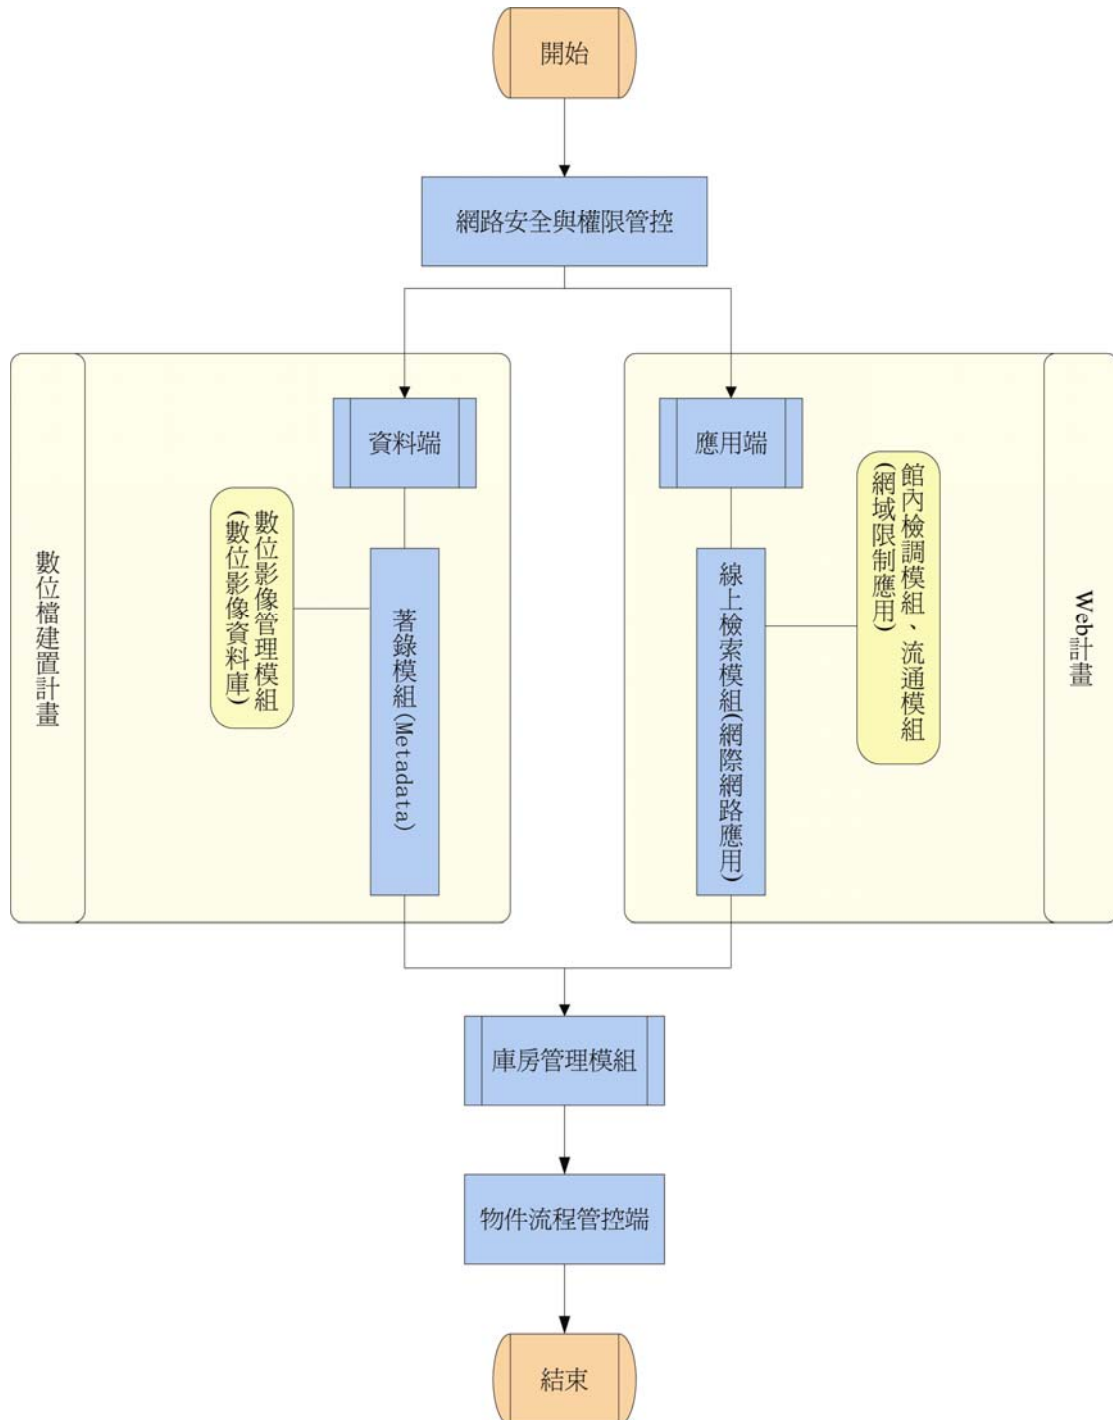 開始
網路安全與權限管控
數位檔建置計畫
資料端
數位影像管理模組
(數位影像資料庫)
著錄模組(Metadata)
應用端
線上檢索模組(網際網路應用)
館內檢調模組、流通模組
(網域限制應用)
Web計畫
庫房管理模組
物件流程管控端
結束